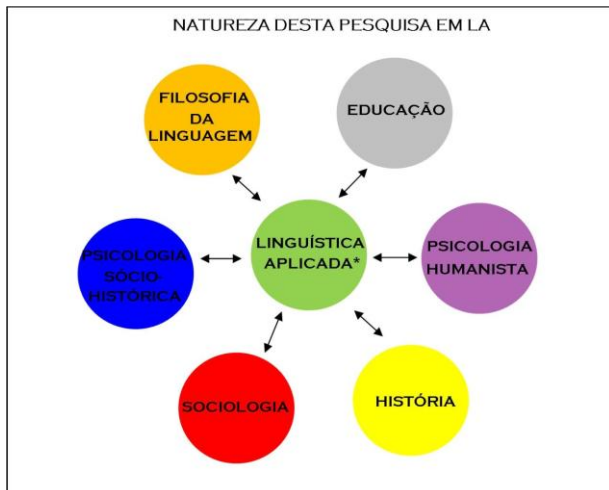 NATUREZA DESTA PESQUISA EM LA
FILOSOFIA
DA
LINGUAGEM
EDUCAÇÃO
PSICOLOGIA
SÓCIO-
HISTÓRICA
LINGUÍSTICA
APLICADA*
PSICOLOGIA
HUMANISTA
SOCIOLOGIA
HISTÓRIA